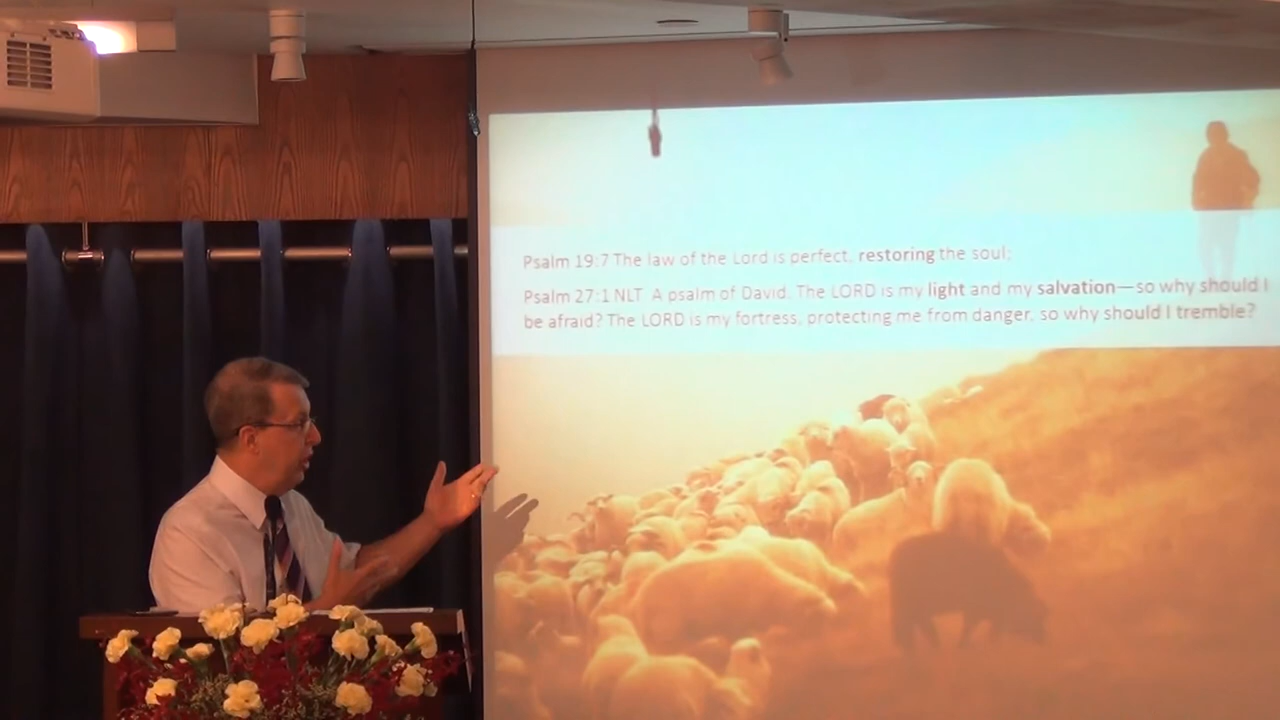 Psalm 19:7 The law of the Lord is perfect, restoring the soul;
Psalm 27:1 NLT A psalm of David. The LORD is my light and my salvation—so why should I
be afraid? The LORD is my fortress, protecting me from danger, so why should I tremble?